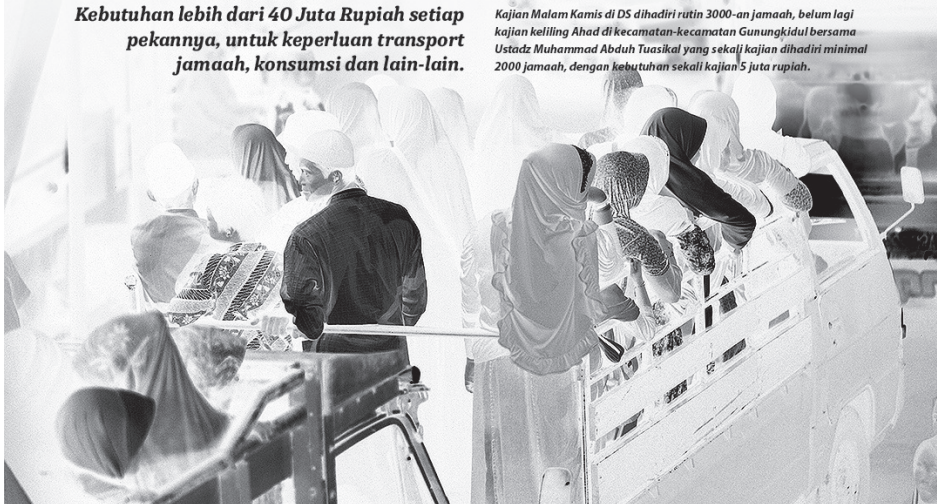 Kebutuhan lebih dari 40 Juta Rupiah setiap
pekannya, untuk keperluan transport
jamaah, konsumsi dan lain-lain.
Kajian Malam Kamis di DS dihadiri rutin 3000-an jamaah, belum lagi
kajian keliling Ahad di kecamatan-kecamatan Gunungkidul bersama
Ustadz Muhammad Abduh Tuasikal yang sekali kajian dihadiri minimal
2000 jamaah, dengan kebutuhan sekali kajian 5 juta rupiah.